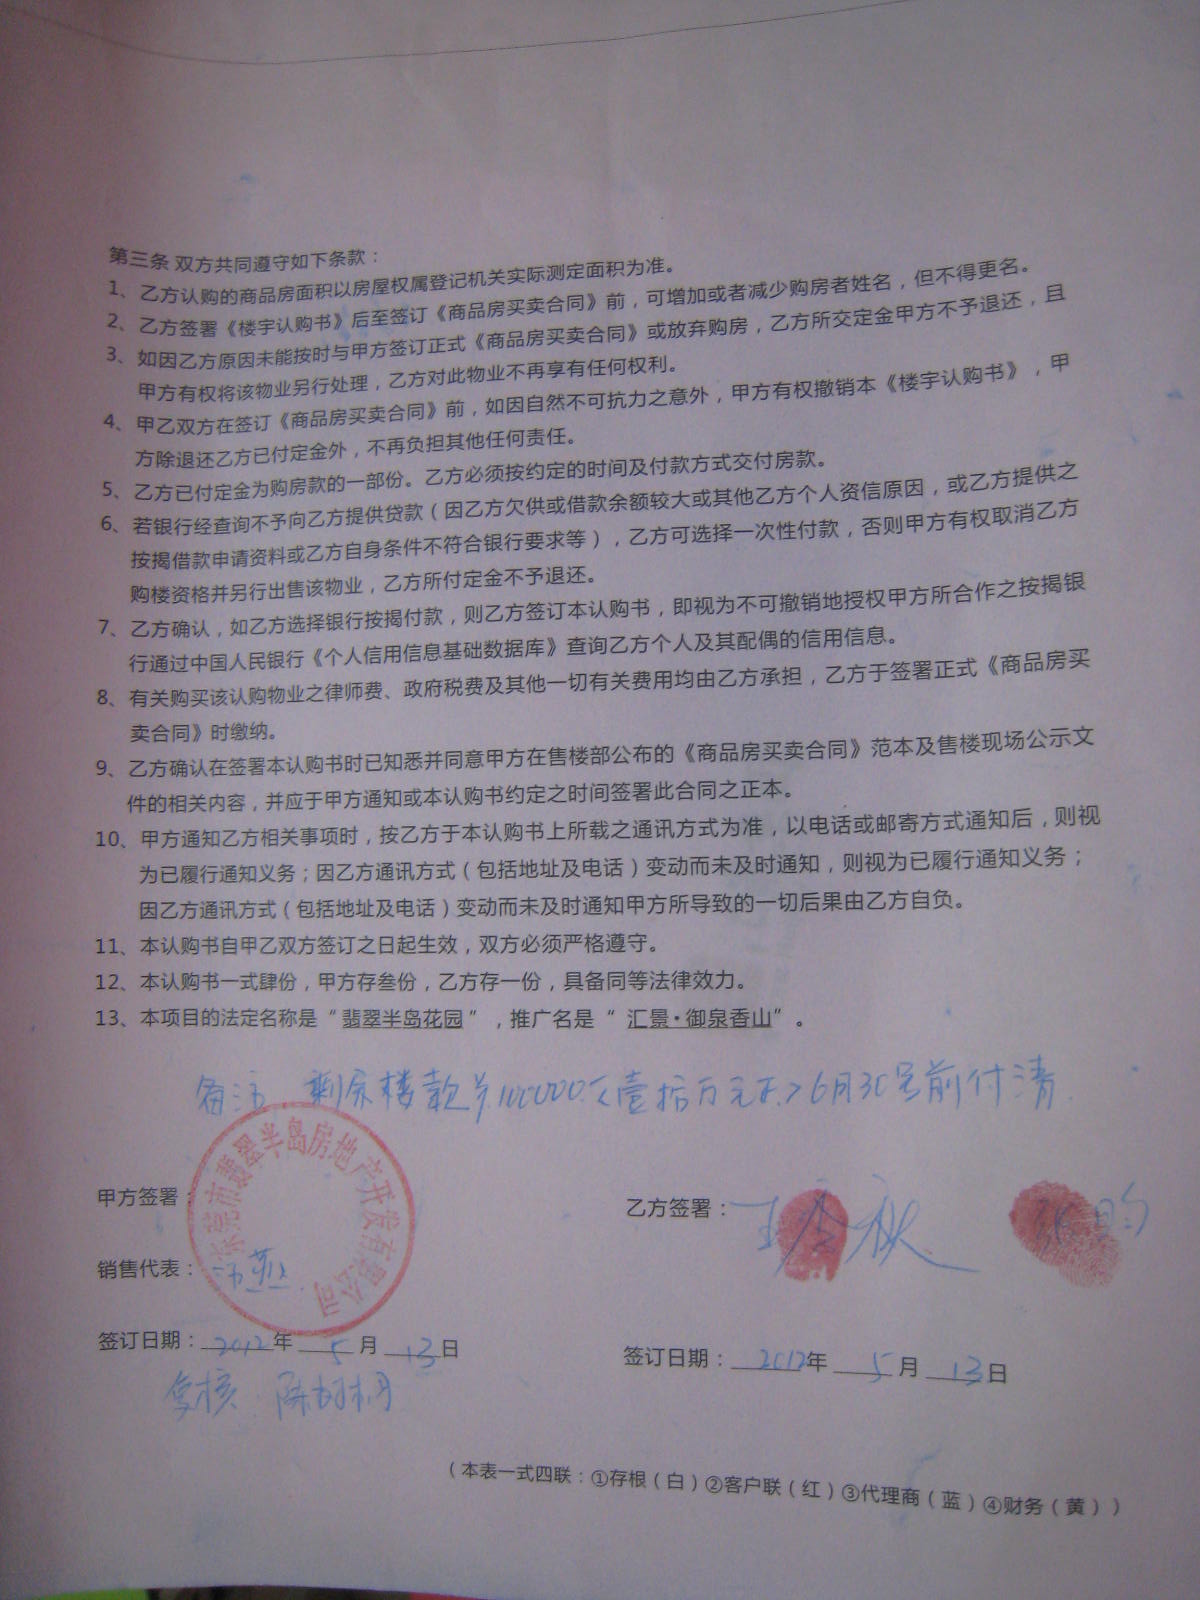 第三条 双方共同遵守如下条款：
1、乙方认购的商品房面积以房屋权属登记机关实际测定面积为准。
2、乙方签署《楼宇认购书》后至签订《商品房买卖合同》前，可增加或者减少购房者姓名，但不得更名。
3、如因乙方原因未能按时与甲方签订正式《商品房买卖合同》或放弃购房，乙方所交定金甲方不予退还，且
甲方有权将该物业另行处理，乙方对此物业不再享有任何权利。
4、甲乙双方在签订《商品房买卖合同》前，如因自然不可抗力之意外，甲方有权撤销本《楼宇认购书》，甲
方除退还乙方已付定金外，不再负担其他任何责任。
5、乙方已付定金为购房款的一部份。乙方必须按约定的时间及付款方式交付房款。
6、若银行经查询不予向乙方提供贷款（因乙方欠供或借款余额较大或其他乙方个人资信原因，或乙方提供之
按揭借款申请资料或乙方自身条件不符合银行要求等），乙方可选择一次性付款，否则甲方有权取消乙方
购楼资格并另行出售该物业，乙方所付定金不予退还。
7、乙方确认，如乙方选择银行按揭付款，则乙方签订本认购书，即视为不可撤销地授权甲方所合作之按揭银
行通过中国人民银行《个人信用信息基础数据库》查询乙方个人及其配偶的信用信息。
8、有关购买该认购物业之律师费、政府税费及其他一切有关费用均由乙方承担，乙方于签署正式《商品房买
卖合同》时缴纳。
9、乙方确认在签署本认购书时已知悉并同意甲方在售楼部公布的《商品房买卖合同》范本及售楼现场公示文
件的相关内容，并应于甲方通知或本认购书约定之时间签署此合同之正本。
10、甲方通知乙方相关事项时，按乙方于本认购书上所载之通讯方式为准，以电话或邮寄方式通知后，则视
为已履行通知义务；因乙方通讯方式（包括地址及电话）变动而未及时通知，则视为已履行通知义务；
因乙方通讯方式（包括地址及电话）变动而未及时通知甲方所导致的一切后果由乙方自负。
11、本认购书自甲乙双方签订之日起生效，双方必须严格遵守。
12、本认购书一式肆份，甲方存叁份，乙方存一份，具备同等法律效力。
13、本项目的法定名称是“翡翠半岛花园”，推广名是“汇景·御泉香山”。
备注 剩余楼款 100000 壹拾万元 6月30号前付清
东莞市翡翠半岛房地产开发有限公司
甲方签署： 乙方签署：王
销售代表：
签订日期：2012年5月13日 签订日期：2012年5月13日
复核 陈
（本表一式四联：①存根（白）②客户联（红）③代理商（蓝）④财务（黄））